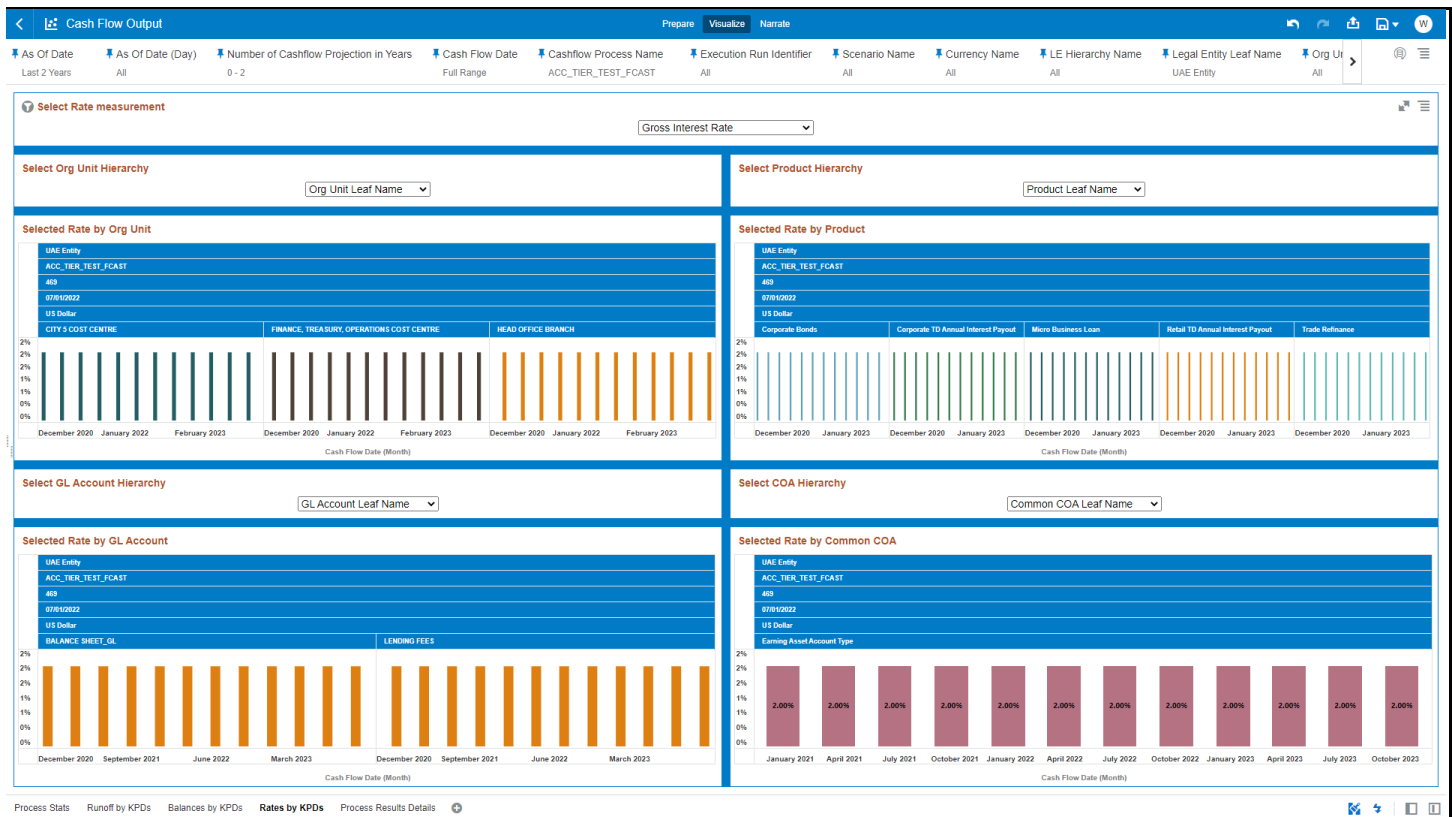 Cash Flow Output
Prepare Visualize Narrate
W
As Of Date As Of Date (Day) Number of Cashflow Projection in Years Cash Flow Date Cashflow Process Name Execution Run Identifier Scenario Name Currency Name LE Hierarchy Name Legal Entity Leaf Name Org Ur
Last 2 Years All 0 - 2 Full Range ACC_TIER_TEST_FCAST All All All All UAE Entity All
Select Rate measurement
Gross Interest Rate
Select Org Unit Hierarchy
Org Unit Leaf Name
Select Product Hierarchy
Product Leaf Name
Selected Rate by Org Unit
UAE Entity
ACC_TIER_TEST_FCAST
469
07/01/2022
US Dollar
CITY 5 COST CENTRE FINANCE, TREASURY, OPERATIONS COST CENTRE HEAD OFFICE BRANCH
2%
2%
2%
1%
1%
0%
0%
December 2020 January 2022 February 2023 December 2020 January 2022 February 2023 December 2020 January 2022 February 2023
Cash Flow Date (Month)
Selected Rate by Product
UAE Entity
ACC_TIER_TEST_FCAST
469
07/01/2022
US Dollar
Corporate Bonds Corporate TD Annual Interest Payout Micro Business Loan Retail TD Annual Interest Payout Trade Refinance
2%
2%
2%
1%
1%
0%
0%
December 2020 January 2023 December 2020 January 2023 December 2020 January 2023 December 2020 January 2023 December 2020 January 2023
Cash Flow Date (Month)
Select GL Account Hierarchy
GL Account Leaf Name
Select COA Hierarchy
Common COA Leaf Name
Selected Rate by GL Account
UAE Entity
ACC_TIER_TEST_FCAST
469
07/01/2022
US Dollar
BALANCE SHEET_GL LENDING FEES
2%
2%
2%
1%
1%
0%
0%
December 2020 September 2021 June 2022 March 2023 December 2020 September 2021 June 2022 March 2023
Cash Flow Date (Month)
Selected Rate by Common COA
UAE Entity
ACC_TIER_TEST_FCAST
469
07/01/2022
US Dollar
Earning Asset Account Type
2%
2%
2%
1%
1%
0%
0%
2.00% 2.00% 2.00% 2.00% 2.00% 2.00% 2.00% 2.00% 2.00% 2.00% 2.00% 2.00%
January 2021 April 2021 July 2021 October 2021 January 2022 April 2022 July 2022 October 2022 January 2023 April 2023 July 2023 October 2023
Cash Flow Date (Month)
Process Stats Runoff by KPDs Balances by KPDs Rates by KPDs Process Results Details